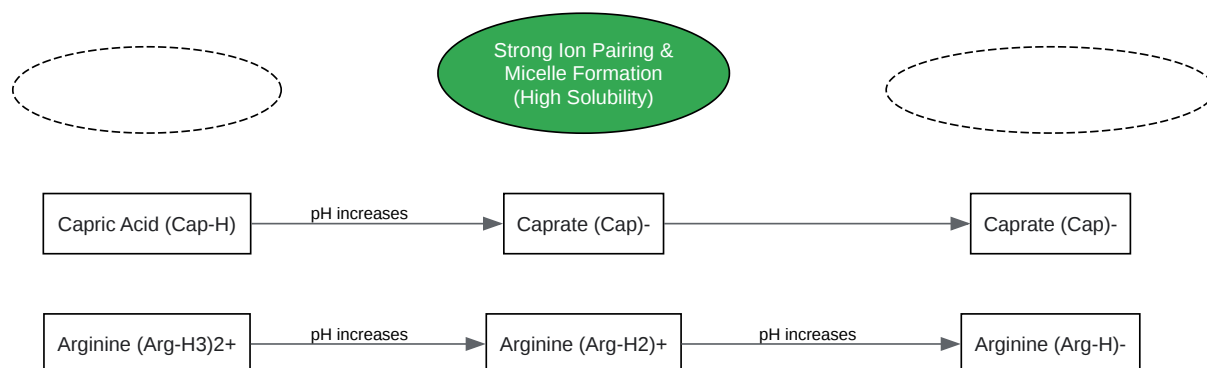 Strong Ion Pairing &
Micelle Formation
(High Solubility)
Capric Acid (Cap-H)
pH increases
Caprate (Cap)-
Caprate (Cap)-
Arginine (Arg-H3)2+
pH increases
Arginine (Arg-H2)+
pH increases
Arginine (Arg-H)-